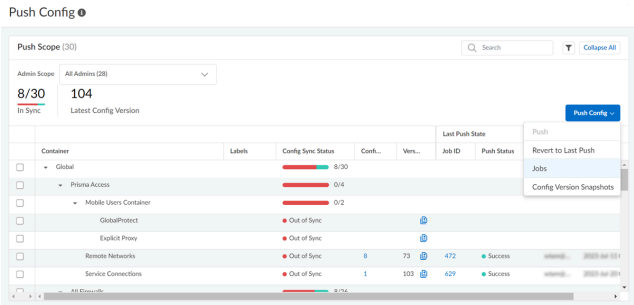 Push Config
Push Scope (30)
Search
Collapse All
Admin Scope
All Admins (28)
8/30
104
In Sync
Latest Config Version
Push Config
Last Push State
Push
Container
Labels
Config Sync Status
Conf...
Vers...
Job ID
Push Status
Revert to Last Push
Global
8/30
Jobs
Prisma Access
0/4
Config Version Snapshots
Mobile Users Container
0/2
GlobalProtect
Out of Sync
Explicit Proxy
Out of Sync
Remote Networks
Out of Sync
8
73
472
Success
Service Connections
Out of Sync
1
103
629
Success
All Firewalls
8/26